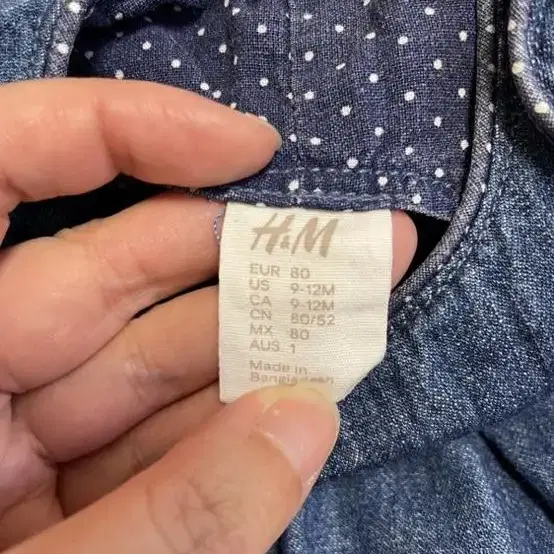 H&M
EUR 80
US 9-12M
CA 9-12M
CN 80/52
MX 80
AUS 1
Made in
Bangladesh